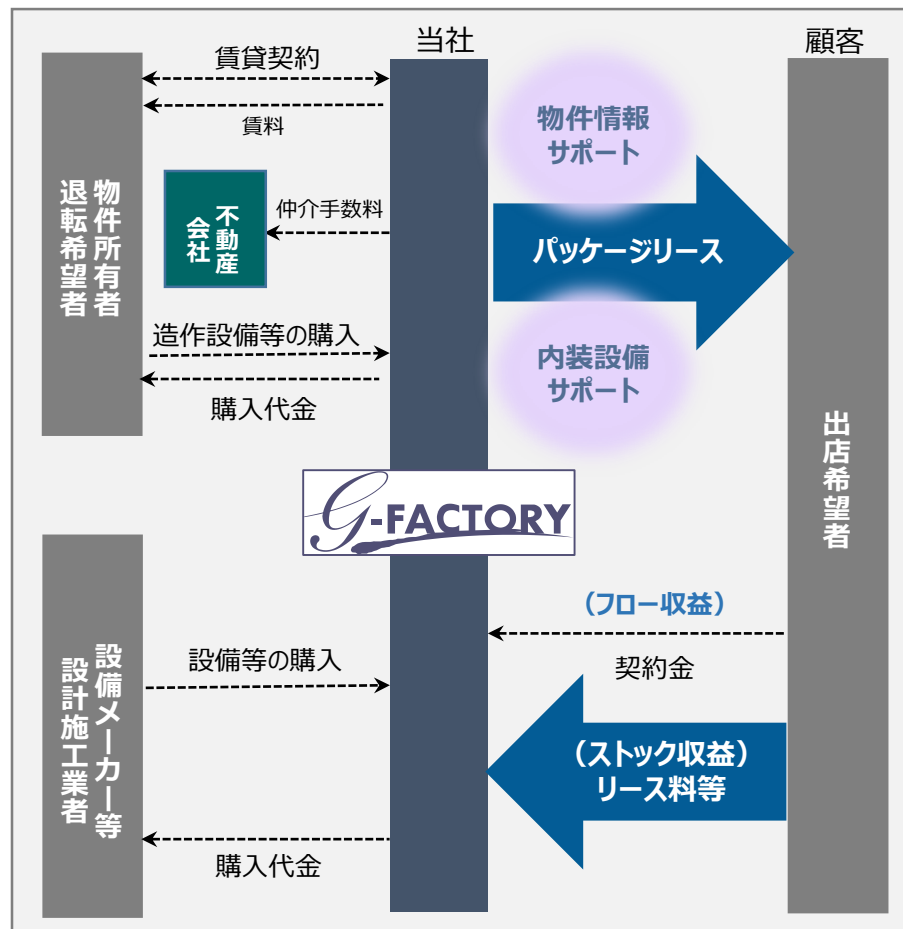 当社
顧客
賃貸契約
賃料
物件所有者
退転希望者
不動産
会社
仲介手数料
造作設備等の購入
購入代金
物件情報
サポート
パッケージリース
内装設備
サポート
出店希望者
G-FACTORY
設備メーカー等
設計施工業者
設備等の購入
購入代金
（フロー収益）
契約金
（ストック収益）
リース料等